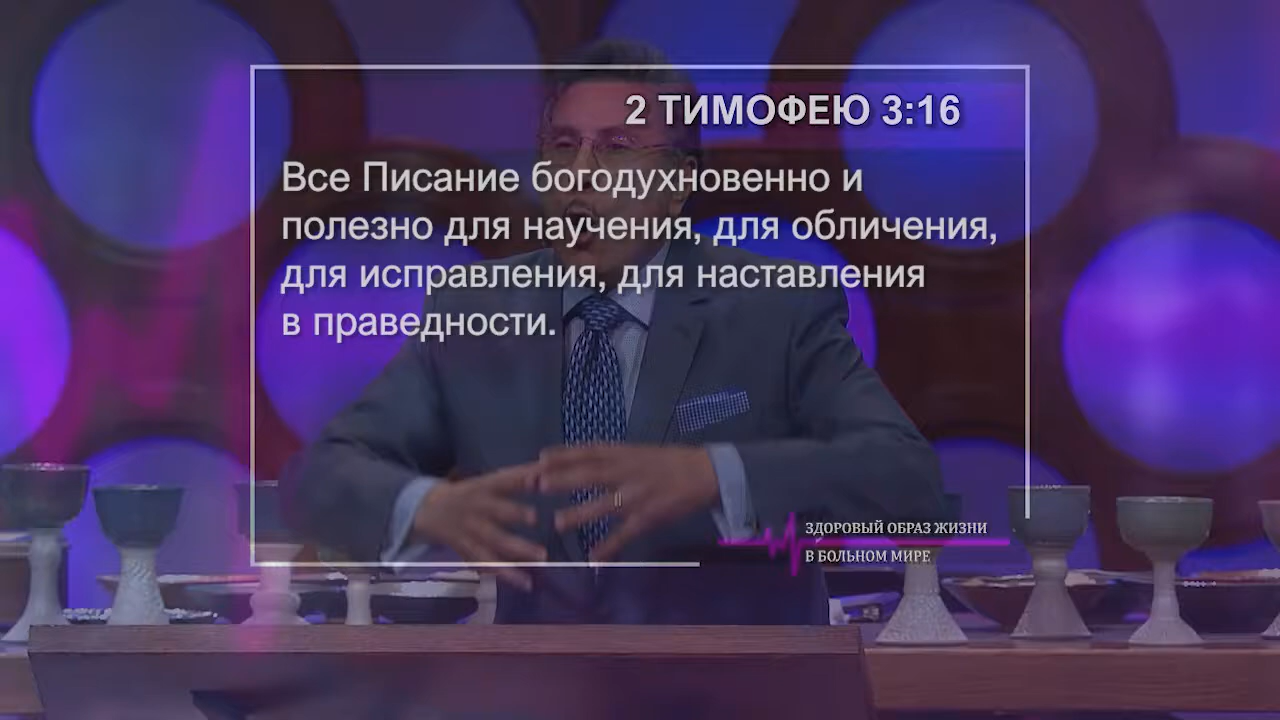 2 ТИМОФЕЮ 3:16
Все Писание богодухновенно и
полезно для научения, для обличения,
для исправления, для наставления
в праведности.
ЗДОРОВЫЙ ОБРАЗ ЖИЗНИ
В БОЛЬНОМ МИРЕ